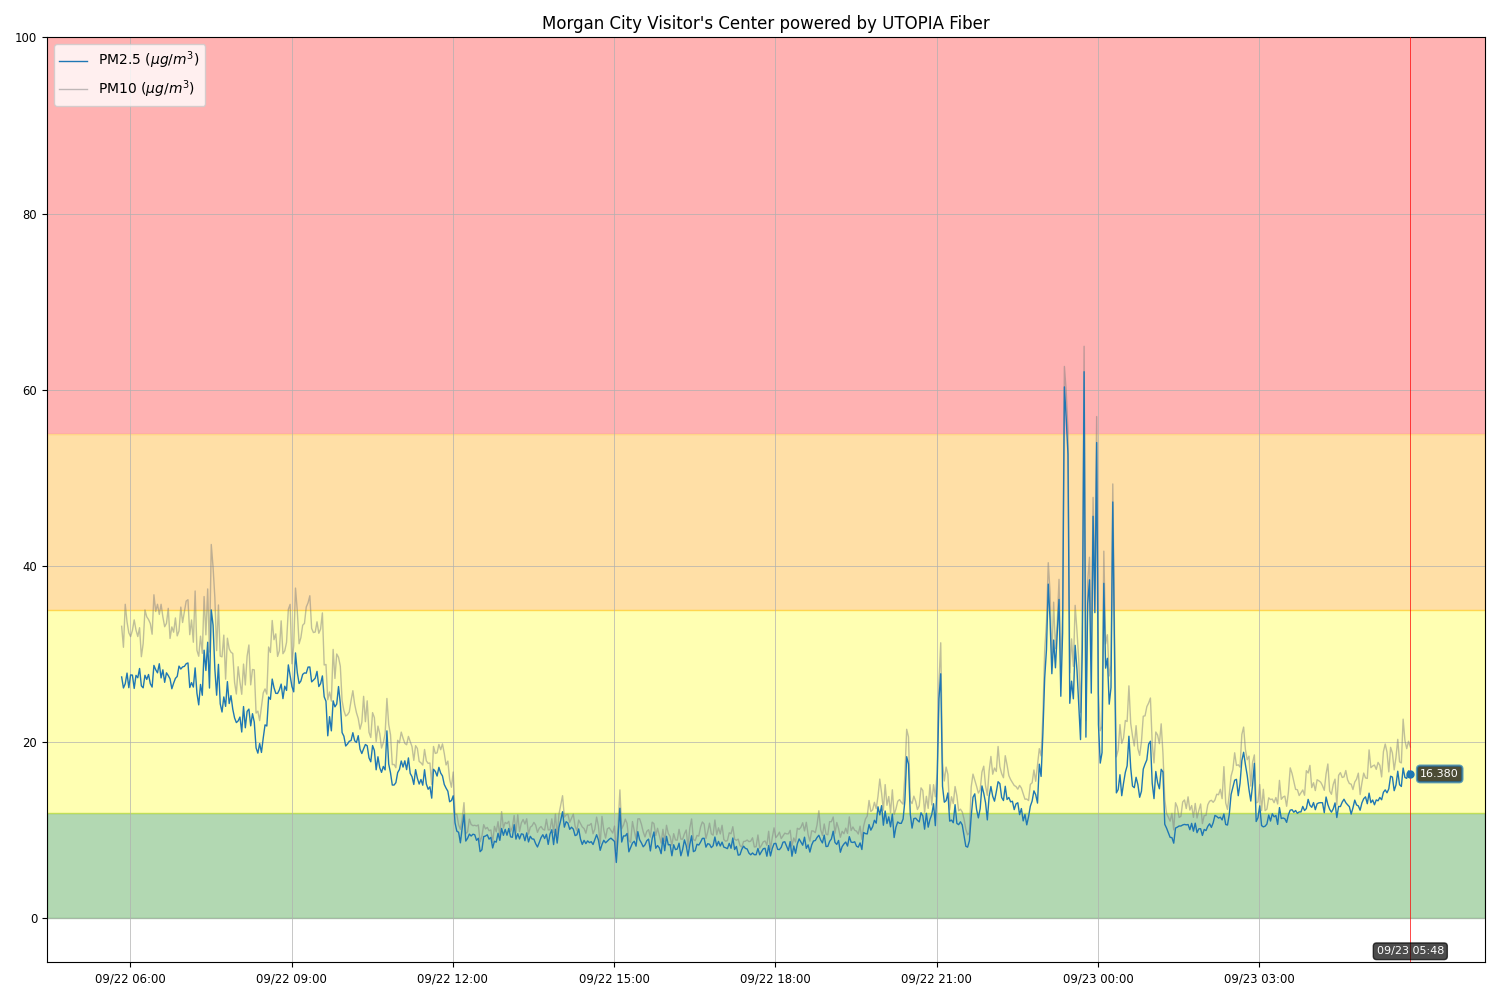 Morgan City Visitor's Center powered by UTOPIA Fiber
100
PM2.5 (μg/m³)
PM10 (μg/m³)
80
60
40
20
16.380
0
09/23 05:48
09/22 06:00 09/22 09:00 09/22 12:00 09/22 15:00 09/22 18:00 09/22 21:00 09/23 00:00 09/23 03:00